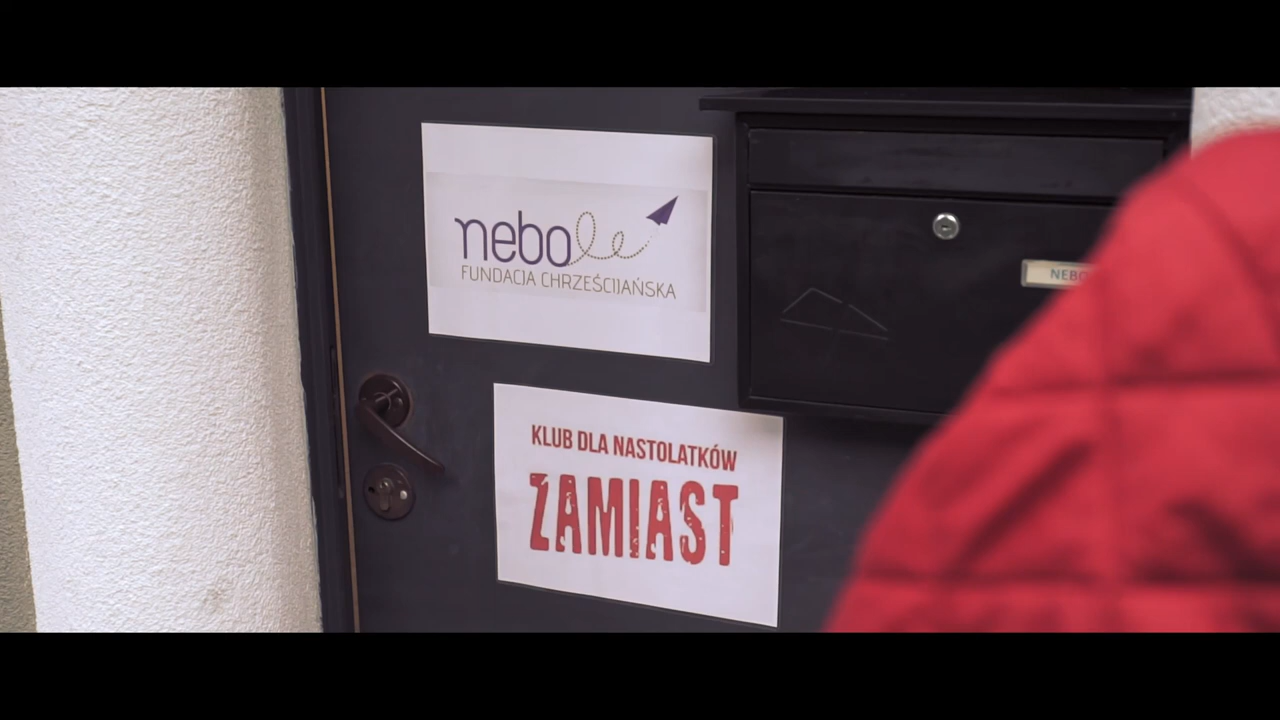 nebo
FUNDACJA CHRZEŚCIJAŃSKA
NEBO
KLUB DLA NASTOLATKÓW
ZAMIAST